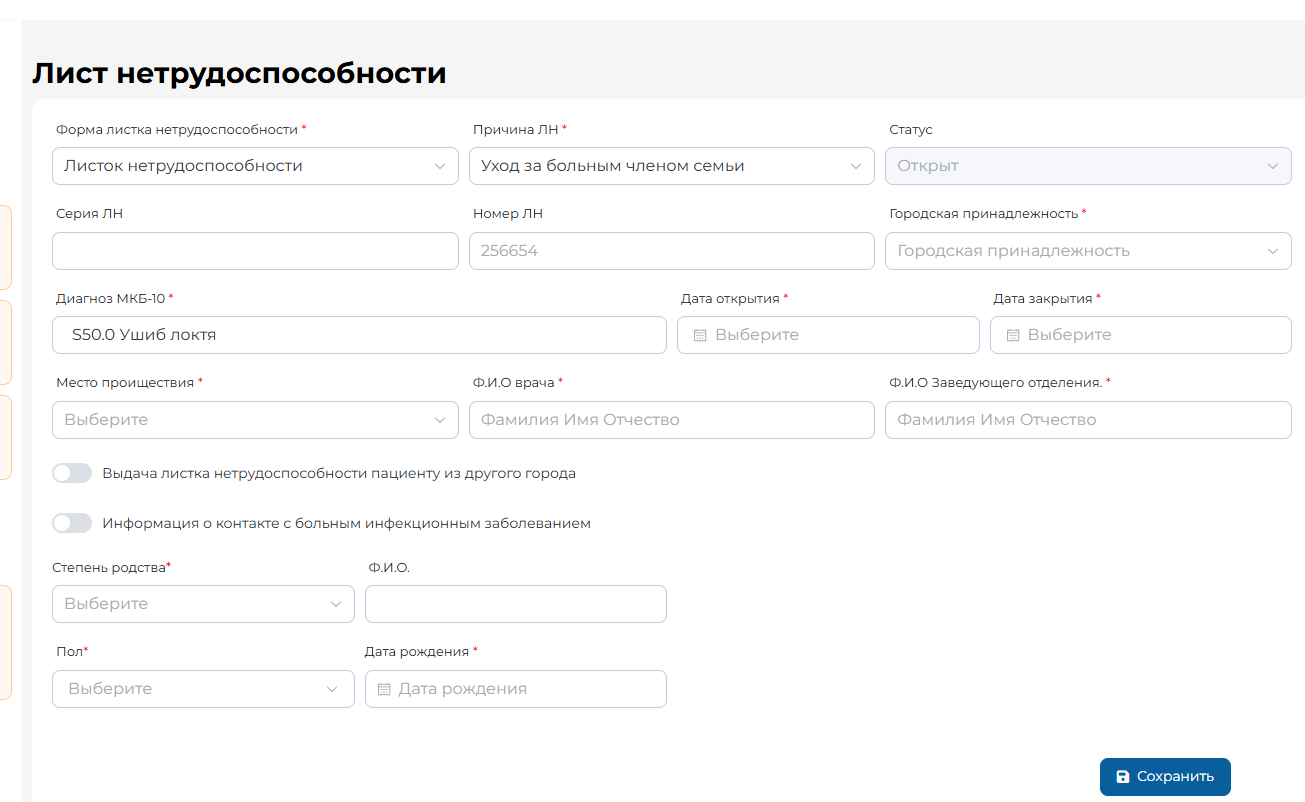 Лист нетрудоспособности
Форма листка нетрудоспособности * Причина ЛН * Статус
Листок нетрудоспособности Уход за больным членом семьи Открыт
Серия ЛН Номер ЛН Городская принадлежность *
256654 Городская принадлежность
Диагноз МКБ-10 * Дата открытия * Дата закрытия *
S50.0 Ушиб локтя Выберите Выберите
Место проишествия * Ф.И.О врача * Ф.И.О Заведующего отделения. *
Выберите Фамилия Имя Отчество Фамилия Имя Отчество
Выдача листка нетрудоспособности пациенту из другого города
Информация о контакте с больным инфекционным заболеванием
Степень родства* Ф.И.О.
Выберите
Пол* Дата рождения *
Выберите Дата рождения
Сохранить